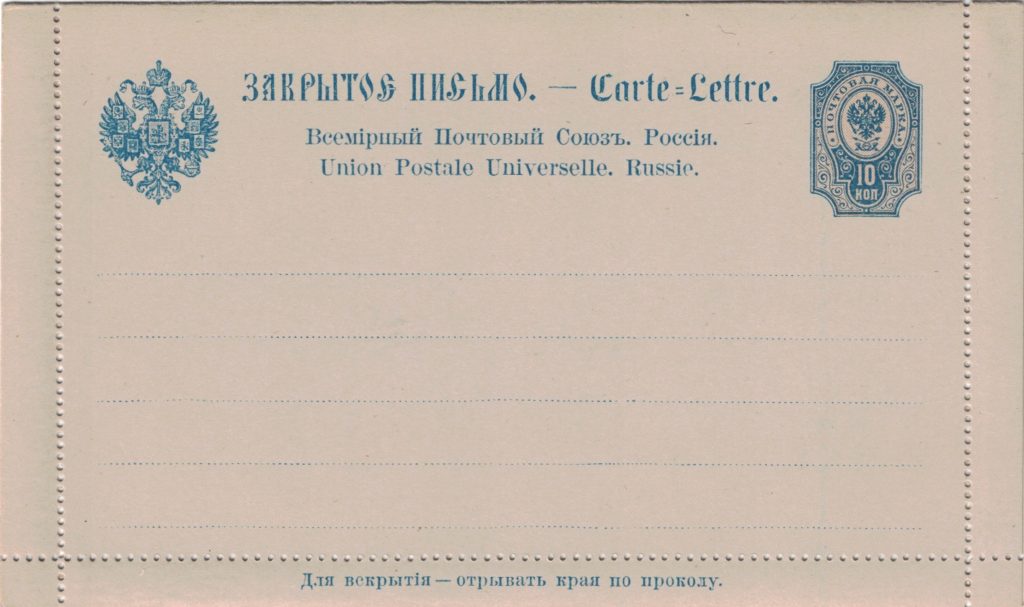 ЗАКРЫТОЕ ПИСЬМО. — Carte=Lettre.
Всемірный Почтовый Союзъ. Россія.
Union Postale Universelle. Russie.
ПОЧТОВАЯ МАРКА
10
КОП
Для вскрытія — отрывать края по проколу.